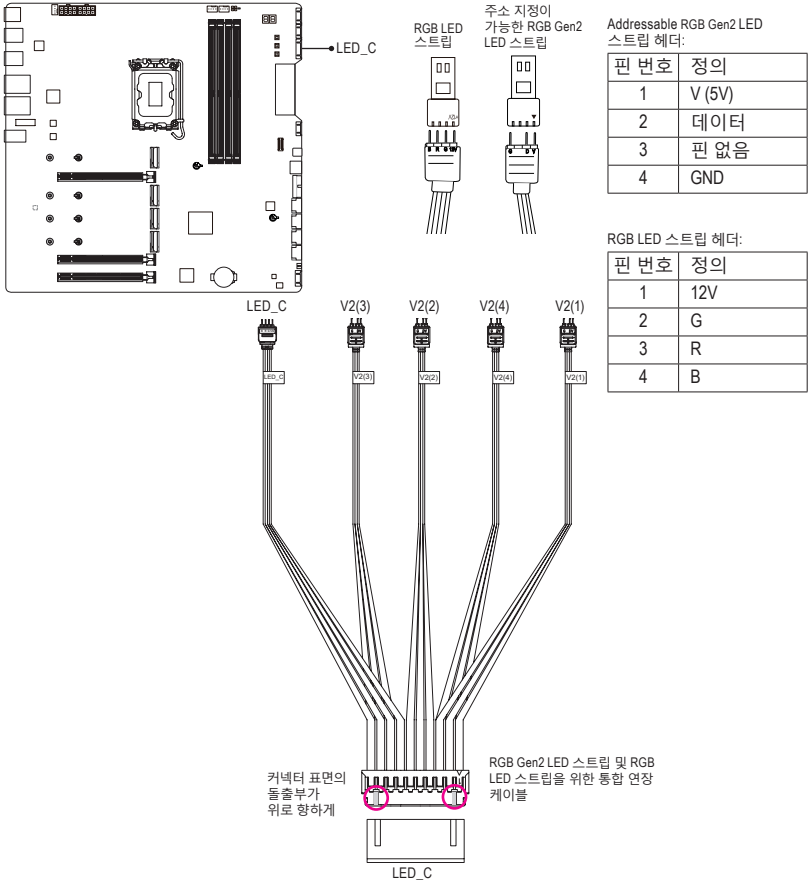 LED_C
RGB LED
스트립
주소 지정이
가능한 RGB Gen2
LED 스트립
B R G 12V
G D V
Addressable RGB Gen2 LED
스트립 헤더:
핀 번호 정의
1 V (5V)
2 데이터
3 핀 없음
4 GND
RGB LED 스트립 헤더:
핀 번호 정의
1 12V
2 G
3 R
4 B
LED_C V2(3) V2(2) V2(4) V2(1)
LED_C V2(3) V2(2) V2(4) V2(1)
커넥터 표면의
돌출부가
위로 향하게
RGB Gen2 LED 스트립 및 RGB
LED 스트립을 위한 통합 연장
케이블
LED_C